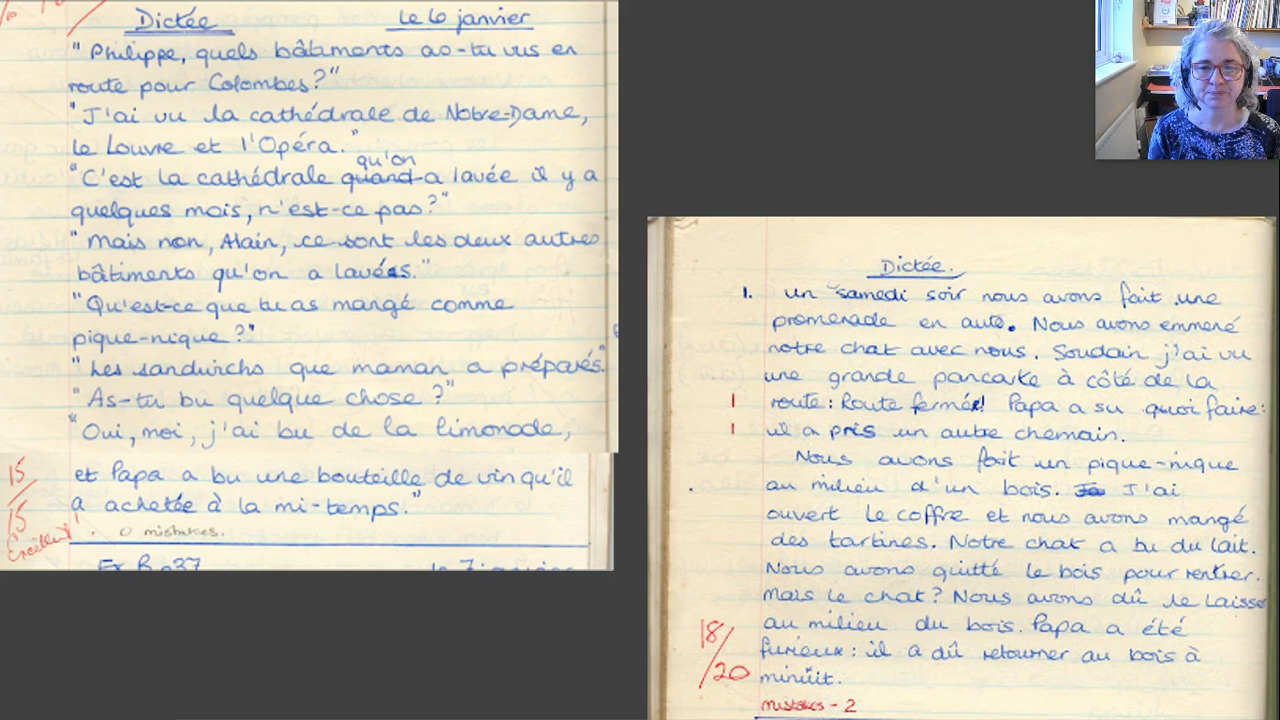 Dictée le 6 janvier
"Philippe, quels bâtiments as-tu vus en
route pour Colombes?"
"J'ai vu la cathédrale de Notre-Dame,
le Louvre et l'Opéra."
qu'on
"C'est la cathédrale quand a lavée il y a
quelques mois, n'est-ce pas?"
"Mais non, Alain, ce sont les deux autres
bâtiments qu'on a lavés."
"Qu'est-ce que tu as mangé comme
pique-nique?"
"Les sandwichs que maman a préparés"
"As-tu bu quelque chose?"
"Oui, moi, j'ai bu de la limonade,
et Papa a bu une bouteille de vin qu'il
a achetée à la mi-temps."
15/15
Excellent!
0 mistakes.
Ex B p37 le 7 janvier
Dictée.
1. Un samedi soir nous avons fait une
promenade en auto. Nous avons emmené
notre chat avec nous. Soudain j'ai vu
une grande pancarte à côté de la
1 route: Route fermée! Papa a su quoi faire:
1 il a pris un autre chemain.
Nous avons fait un pique-nique
au milieu d'un bois. J'ai
ouvert le coffre et nous avons mangé
des tartines. Notre chat a bu du lait.
Nous avons quitté le bois pour rentrer.
Mais le chat? Nous avons dû le laisse
au milieu du bois. Papa a été
furieux: il a dû retourner au bois à
minuit.
18/20
mistakes - 2